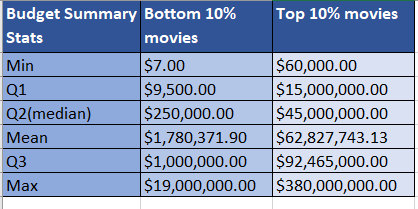 Budget Summary Stats Bottom 10% movies Top 10% movies
Min $7.00 $60,000.00
Q1 $9,500.00 $15,000,000.00
Q2(median) $250,000.00 $45,000,000.00
Mean $1,780,371.90 $62,827,743.13
Q3 $1,000,000.00 $92,465,000.00
Max $19,000,000.00 $380,000,000.00